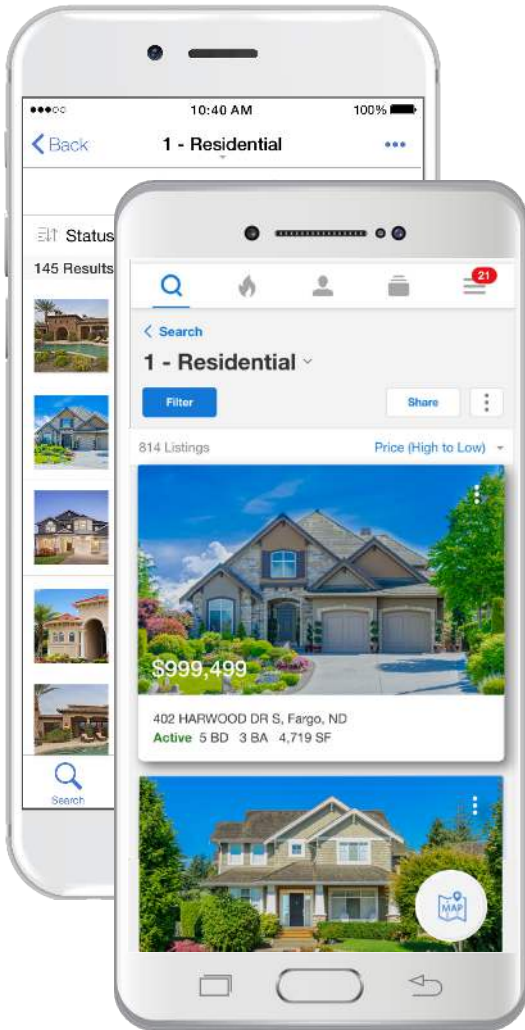 10:40 AM 100%
Back 1 - Residential
Status
145 Results
Search
21
Search
1 - Residential
Filter Share
814 Listings Price (High to Low)
$999,499
402 HARWOOD DR S, Fargo, ND
Active 5 BD 3 BA 4,719 SF
MAP